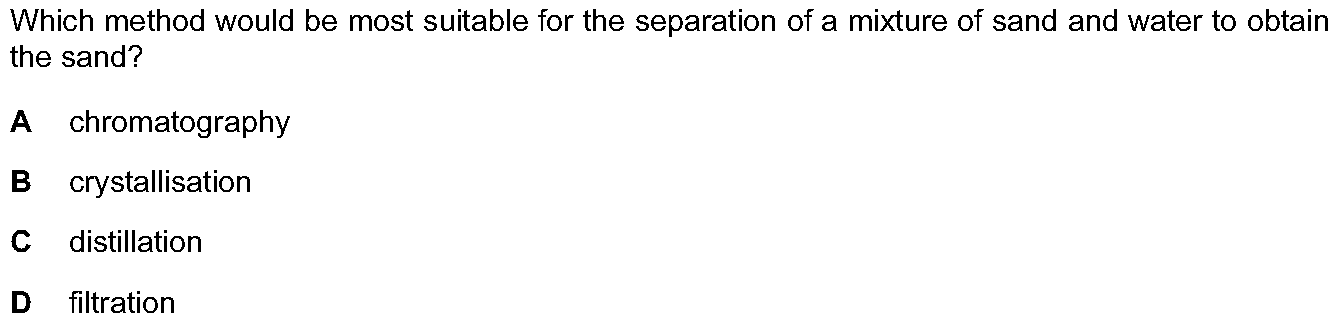 Which method would be most suitable for the separation of a mixture of sand and water to obtain
the sand?
A chromatography
B crystallisation
C distillation
D filtration